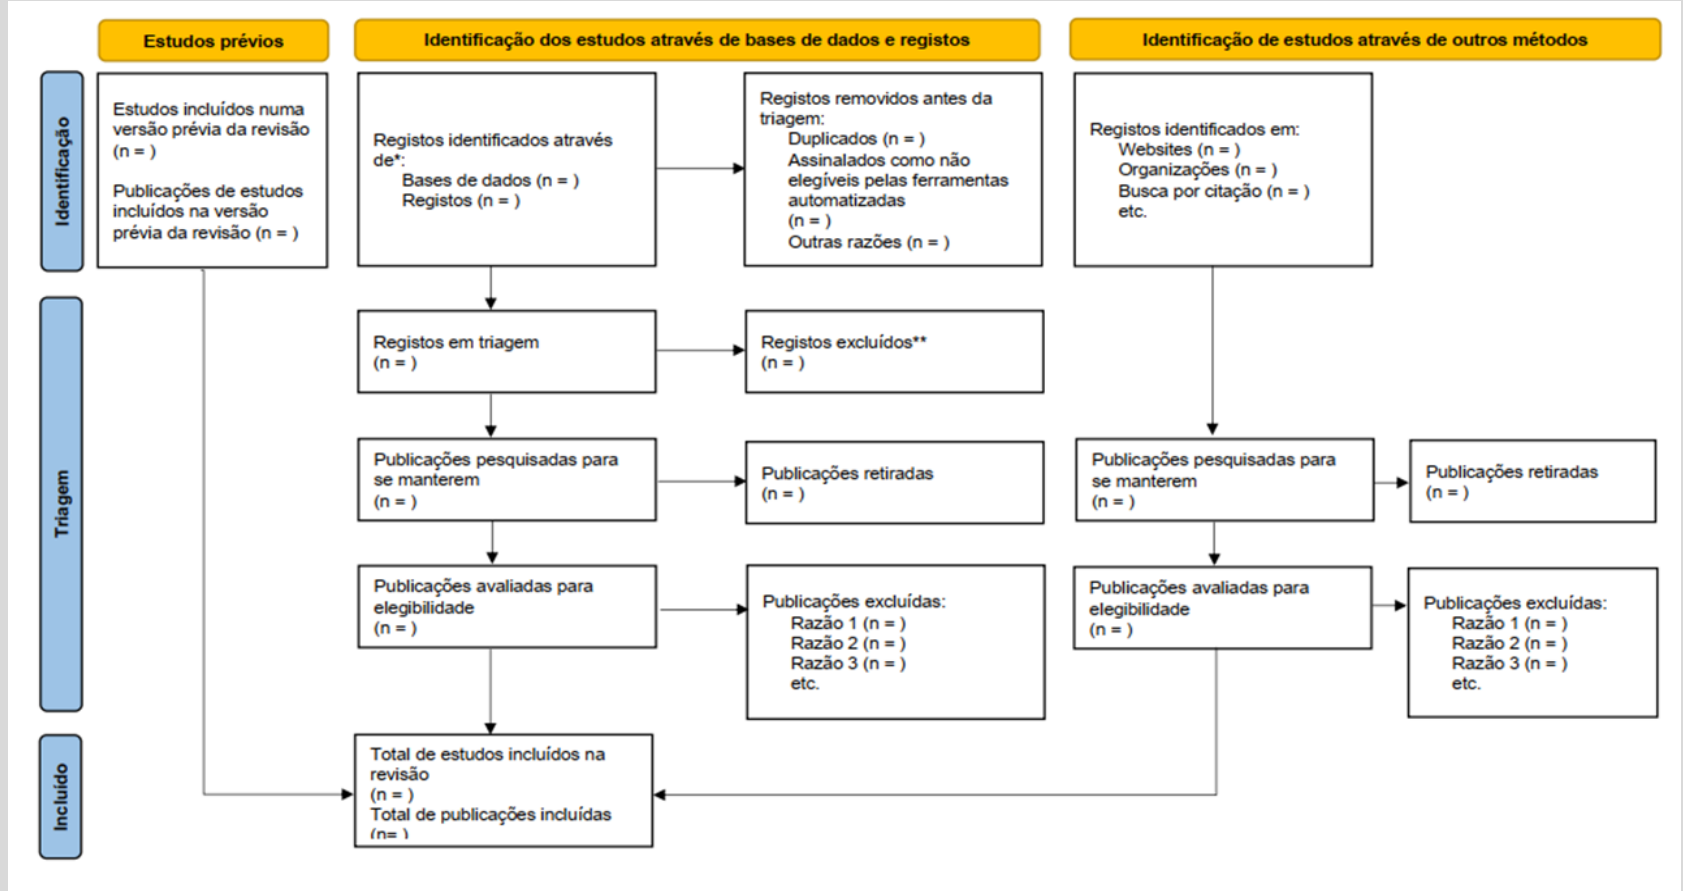 Estudos prévios
Identificação dos estudos através de bases de dados e registos
Identificação de estudos através de outros métodos
Identificação
Estudos incluídos numa
versão prévia da revisão
(n = )
Publicações de estudos
incluídos na versão
prévia da revisão (n = )
Registos identificados através
de*:
Bases de dados (n = )
Registos (n = )
Registos removidos antes da
triagem:
Duplicados (n = )
Assinalados como não
elegíveis pelas ferramentas
automatizadas
(n = )
Outras razões (n = )
Registos identificados em:
Websites (n = )
Organizações (n = )
Busca por citação (n = )
etc.
Triagem
Registos em triagem
(n = )
Registos excluídos**
(n = )
Publicações pesquisadas para
se manterem
(n = )
Publicações retiradas
(n = )
Publicações pesquisadas para
se manterem
(n = )
Publicações retiradas
(n = )
Publicações avaliadas para
elegibilidade
(n = )
Publicações excluídas:
Razão 1 (n = )
Razão 2 (n = )
Razão 3 (n = )
etc.
Publicações avaliadas para
elegibilidade
(n = )
Publicações excluídas:
Razão 1 (n = )
Razão 2 (n = )
Razão 3 (n = )
etc.
Incluído
Total de estudos incluídos na
revisão
(n = )
Total de publicações incluídas
(n= )